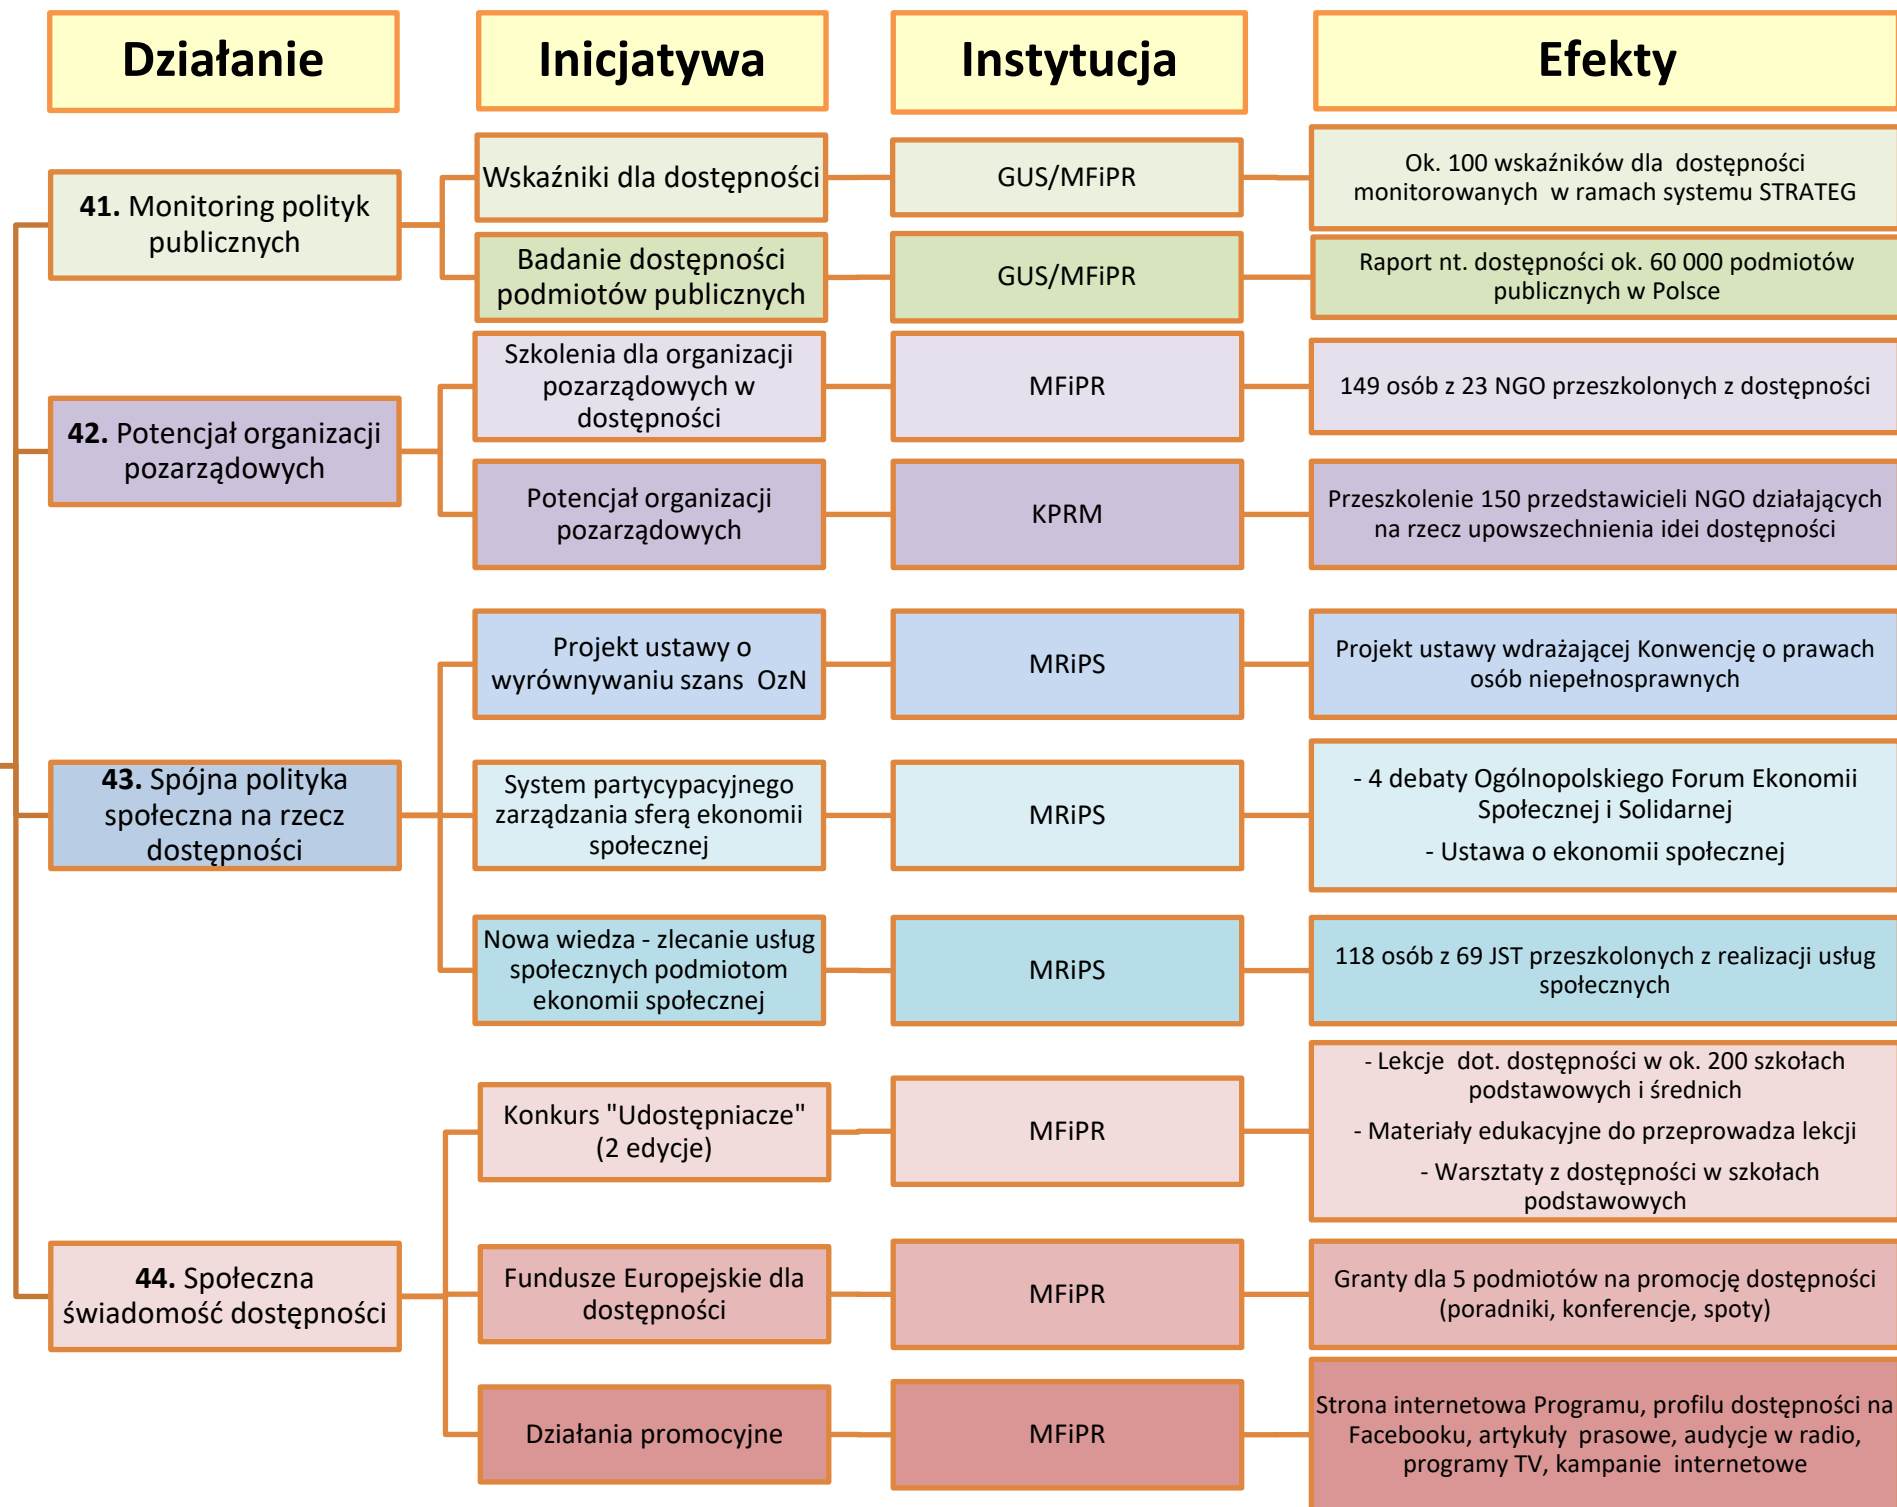 Działanie
Inicjatywa
Instytucja
Efekty
41. Monitoring polityk
publicznych
Wskaźniki dla dostępności
GUS/MFiPR
Ok. 100 wskaźników dla dostępności
monitorowanych w ramach systemu STRATEG
Badanie dostępności
podmiotów publicznych
GUS/MFiPR
Raport nt. dostępności ok. 60 000 podmiotów
publicznych w Polsce
42. Potencjał organizacji
pozarządowych
Szkolenia dla organizacji
pozarządowych w
dostępności
MFiPR
149 osób z 23 NGO przeszkolonych z dostępności
Potencjał organizacji
pozarządowych
KPRM
Przeszkolenie 150 przedstawicieli NGO działających
na rzecz upowszechnienia idei dostępności
43. Spójna polityka
społeczna na rzecz
dostępności
Projekt ustawy o
wyrównywaniu szans OzN
MRiPS
Projekt ustawy wdrażającej Konwencję o prawach
osób niepełnosprawnych
System partycypacyjnego
zarządzania sferą ekonomii
społecznej
MRiPS
- 4 debaty Ogólnopolskiego Forum Ekonomii
Społecznej i Solidarnej
- Ustawa o ekonomii społecznej
Nowa wiedza - zlecanie usług
społecznych podmiotom
ekonomii społecznej
MRiPS
118 osób z 69 JST przeszkolonych z realizacji usług
społecznych
44. Społeczna
świadomość dostępności
Konkurs "Udostępniacze"
(2 edycje)
MFiPR
- Lekcje dot. dostępności w ok. 200 szkołach
podstawowych i średnich
- Materiały edukacyjne do przeprowadza lekcji
- Warsztaty z dostępności w szkołach
podstawowych
Fundusze Europejskie dla
dostępności
MFiPR
Granty dla 5 podmiotów na promocję dostępności
(poradniki, konferencje, spoty)
Działania promocyjne
MFiPR
Strona internetowa Programu, profilu dostępności na
Facebooku, artykuły prasowe, audycje w radio,
programy TV, kampanie internetowe